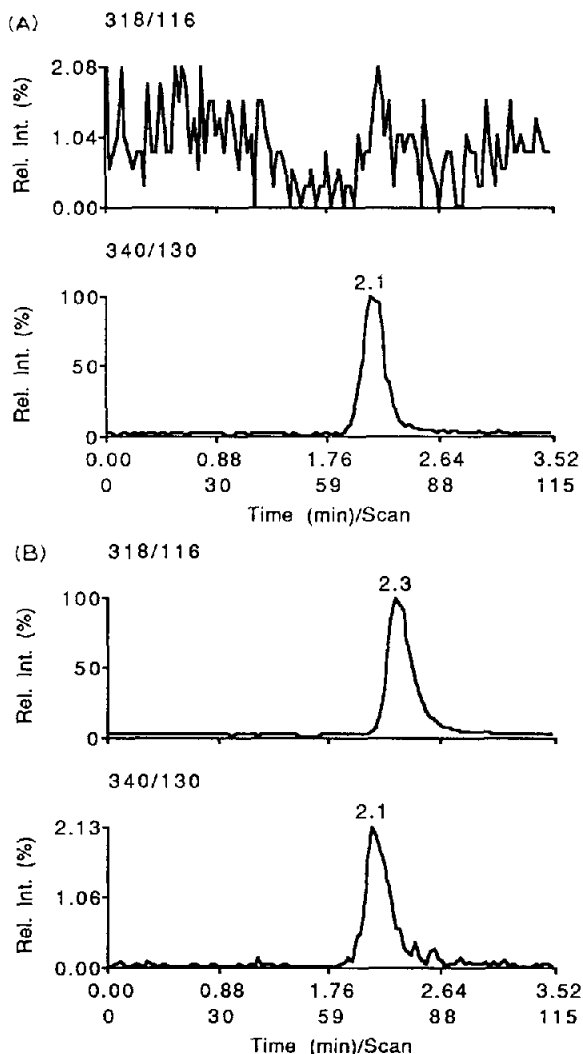 (A) 318/116
Rel. Int. (%)
2.08
1.04
0.00
340/130
2.1
Rel. Int. (%)
100
50
0
0.00 0.88 1.76 2.64 3.52
0 30 59 88 115
Time (min)/Scan
(B) 318/116
2.3
Rel. Int. (%)
100
50
0
340/130
2.1
Rel. Int. (%)
2.13
1.06
0.00
0.00 0.88 1.76 2.64 3.52
0 30 59 88 115
Time (min)/Scan